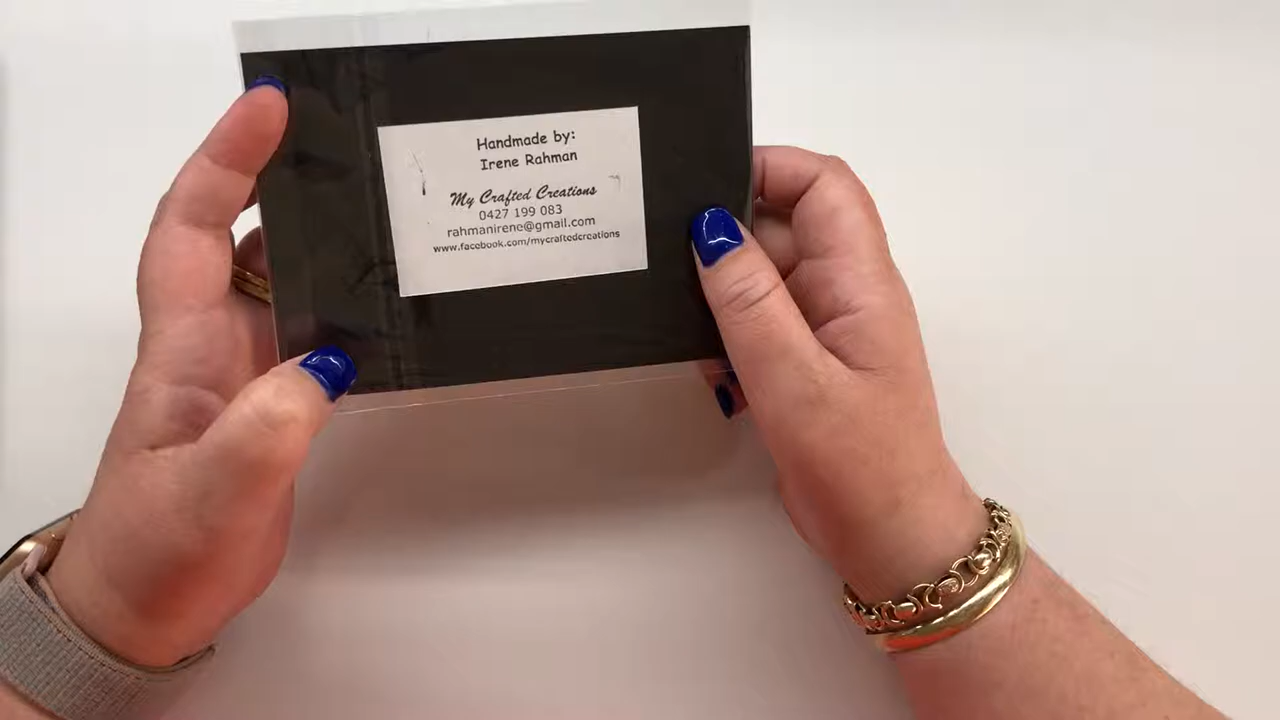 Handmade by:
Irene Rahman
My Crafted Creations
0427 199 083
rahmanirene@gmail.com
www.facebook.com/mycraftedcreations